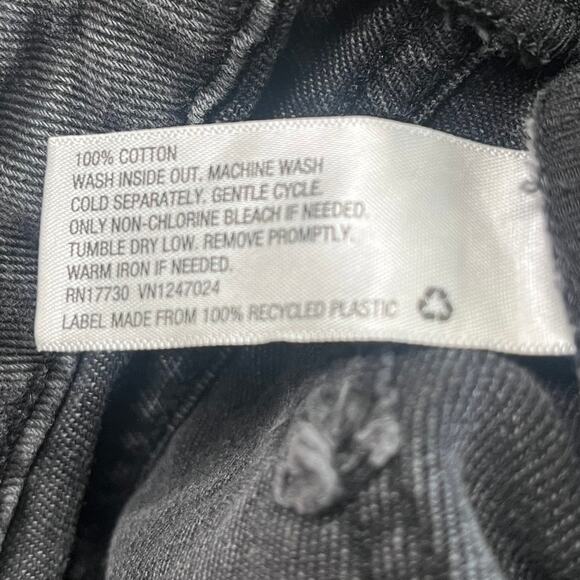 100% COTTON
WASH INSIDE OUT. MACHINE WASH
COLD SEPARATELY. GENTLE CYCLE.
ONLY NON-CHLORINE BLEACH IF NEEDED.
TUMBLE DRY LOW. REMOVE PROMPTLY.
WARM IRON IF NEEDED.
RN17730 VN1247024
LABEL MADE FROM 100% RECYCLED PLASTIC